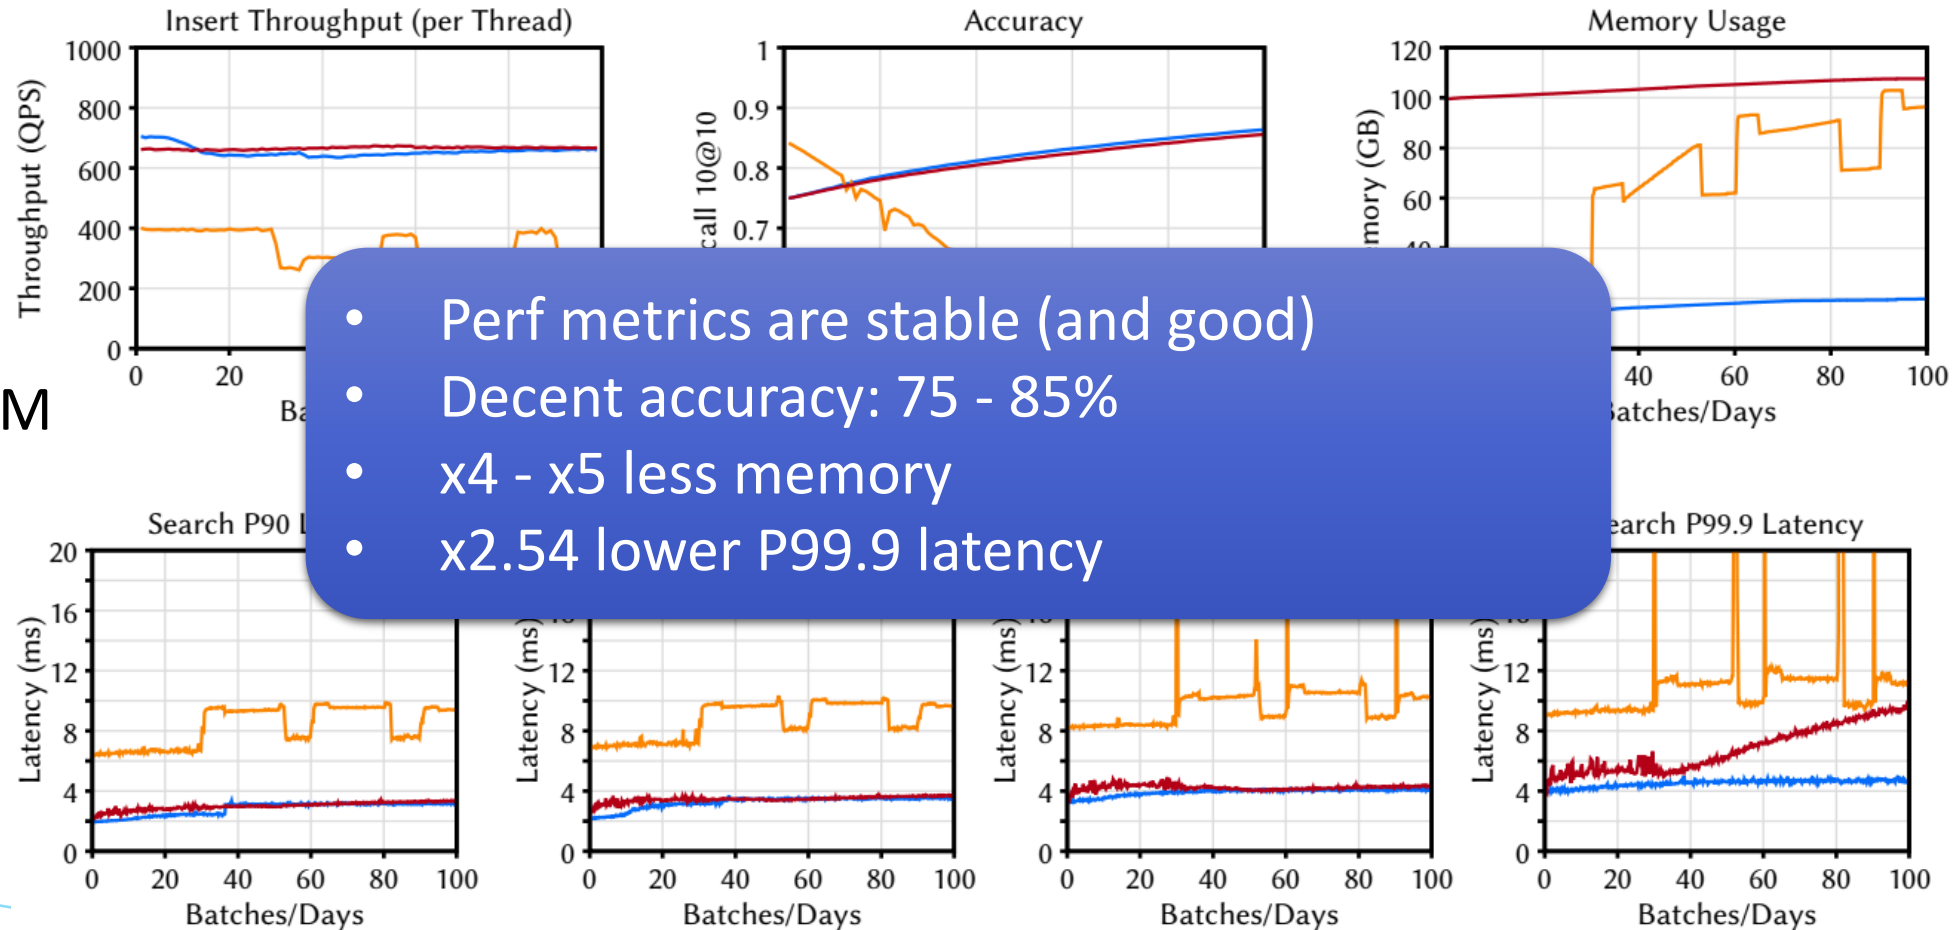 Insert Throughput (per Thread)
Accuracy
Memory Usage
1000
800
600
400
200
0
Throughput (QPS)
0 20
1
0.9
0.8
0.7
10@10
120
100
80
60
(GB)
40 60 80 100
M
• Perf metrics are stable (and good)
• Decent accuracy: 75 - 85%
• x4 - x5 less memory
• x2.54 lower P99.9 latency
Search P90
P99.9 Latency
20
16
12
8
4
0
Latency (ms)
0 20 40 60 80 100
Batches/Days
12
8
4
0
Latency (ms)
0 20 40 60 80 100
Batches/Days
12
8
4
0
Latency (ms)
0 20 40 60 80 100
Batches/Days
12
8
4
0
Latency (ms)
0 20 40 60 80 100
Batches/Days